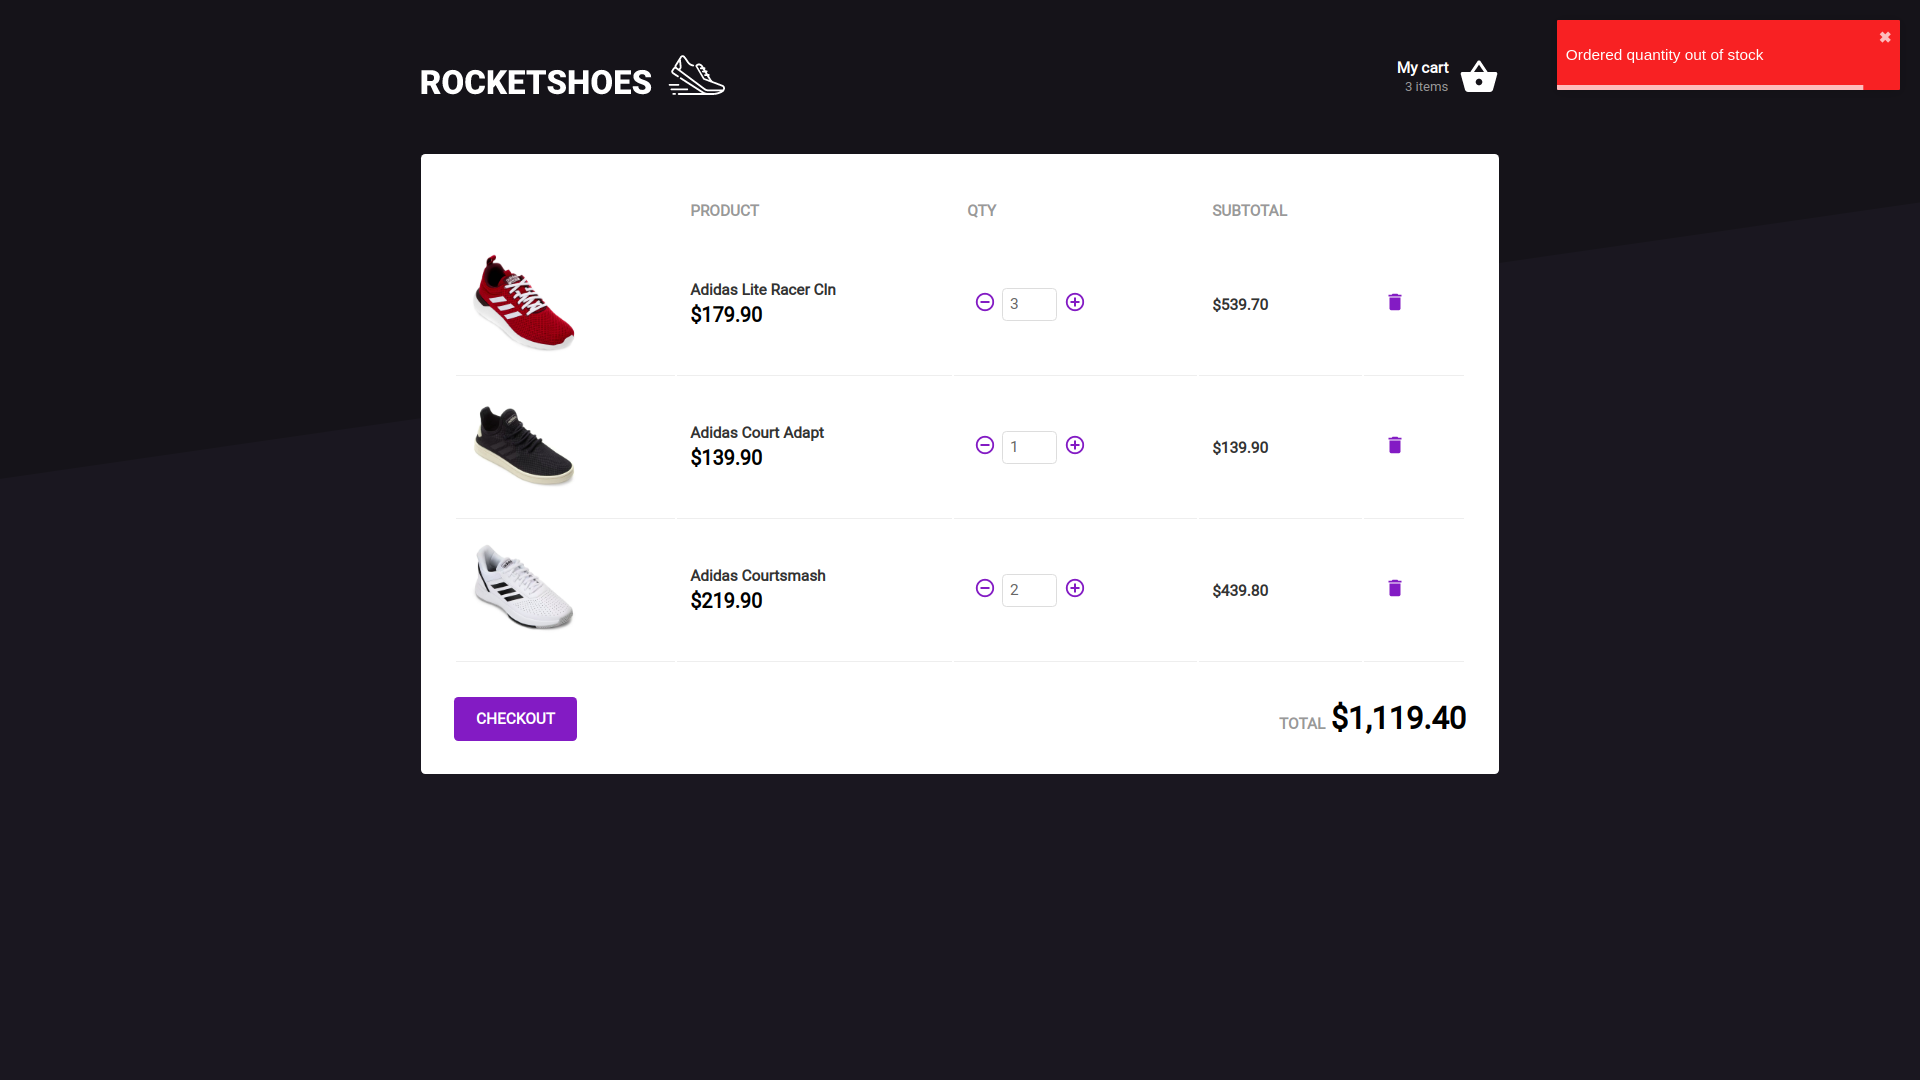 ROCKETSHOES
My cart
3 items
Ordered quantity out of stock
PRODUCT QTY SUBTOTAL
Adidas Lite Racer Cln
$179.90
3
$539.70
Adidas Court Adapt
$139.90
1
$139.90
Adidas Courtsmash
$219.90
2
$439.80
CHECKOUT
TOTAL $1,119.40